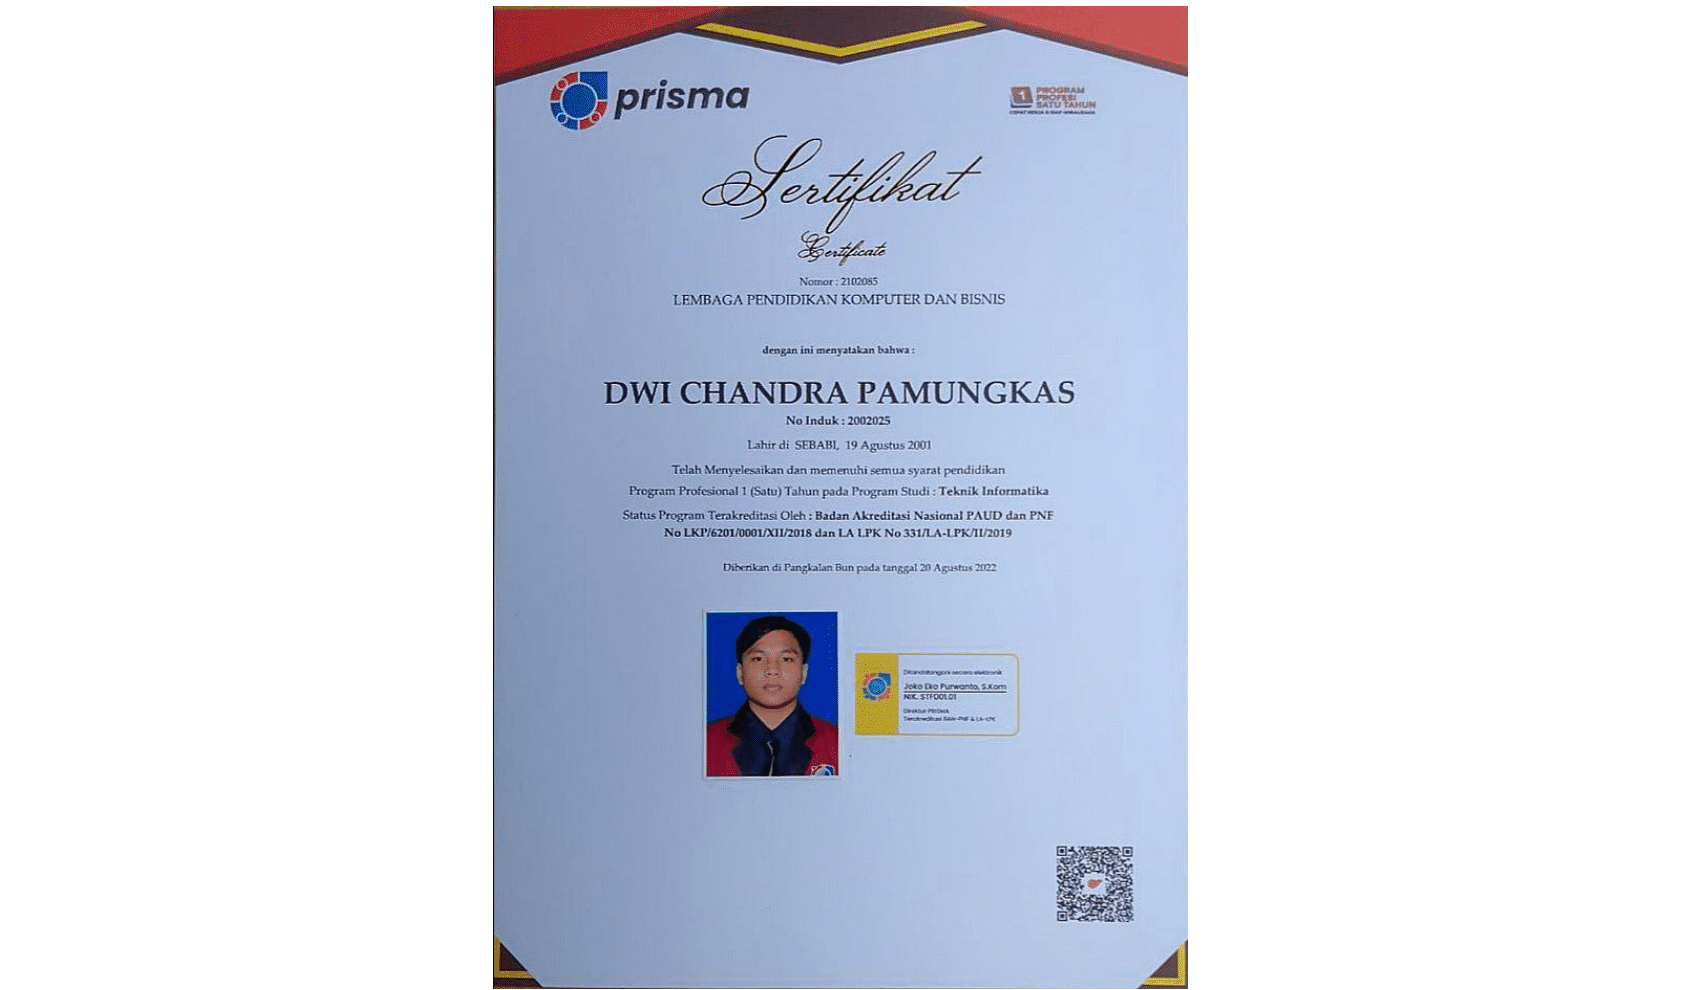 prisma
1 PROGRAM
PROFESI
SATU TAHUN
CEPAT KERJA & SIAP WIRAUSAHA
Sertifikat
Certificate
Nomor : 2102085
LEMBAGA PENDIDIKAN KOMPUTER DAN BISNIS
dengan ini menyatakan bahwa :
DWI CHANDRA PAMUNGKAS
No Induk : 2002025
Lahir di SEBABI, 19 Agustus 2001
Telah Menyelesaikan dan memenuhi semua syarat pendidikan
Program Profesional 1 (Satu) Tahun pada Program Studi : Teknik Informatika
Status Program Terakreditasi Oleh : Badan Akreditasi Nasional PAUD dan PNF
No LKP/6201/0001/XII/2018 dan LA LPK No 331/LA-LPK/II/2019
Diberikan di Pangkalan Bun pada tanggal 20 Agustus 2022
Ditandatangani secara elektronik
Joko Eko Purwanto, S.Kom
NIK. STF001.01
Direktur PRISMA
Terakreditasi BAN-PNF & LA-LPK